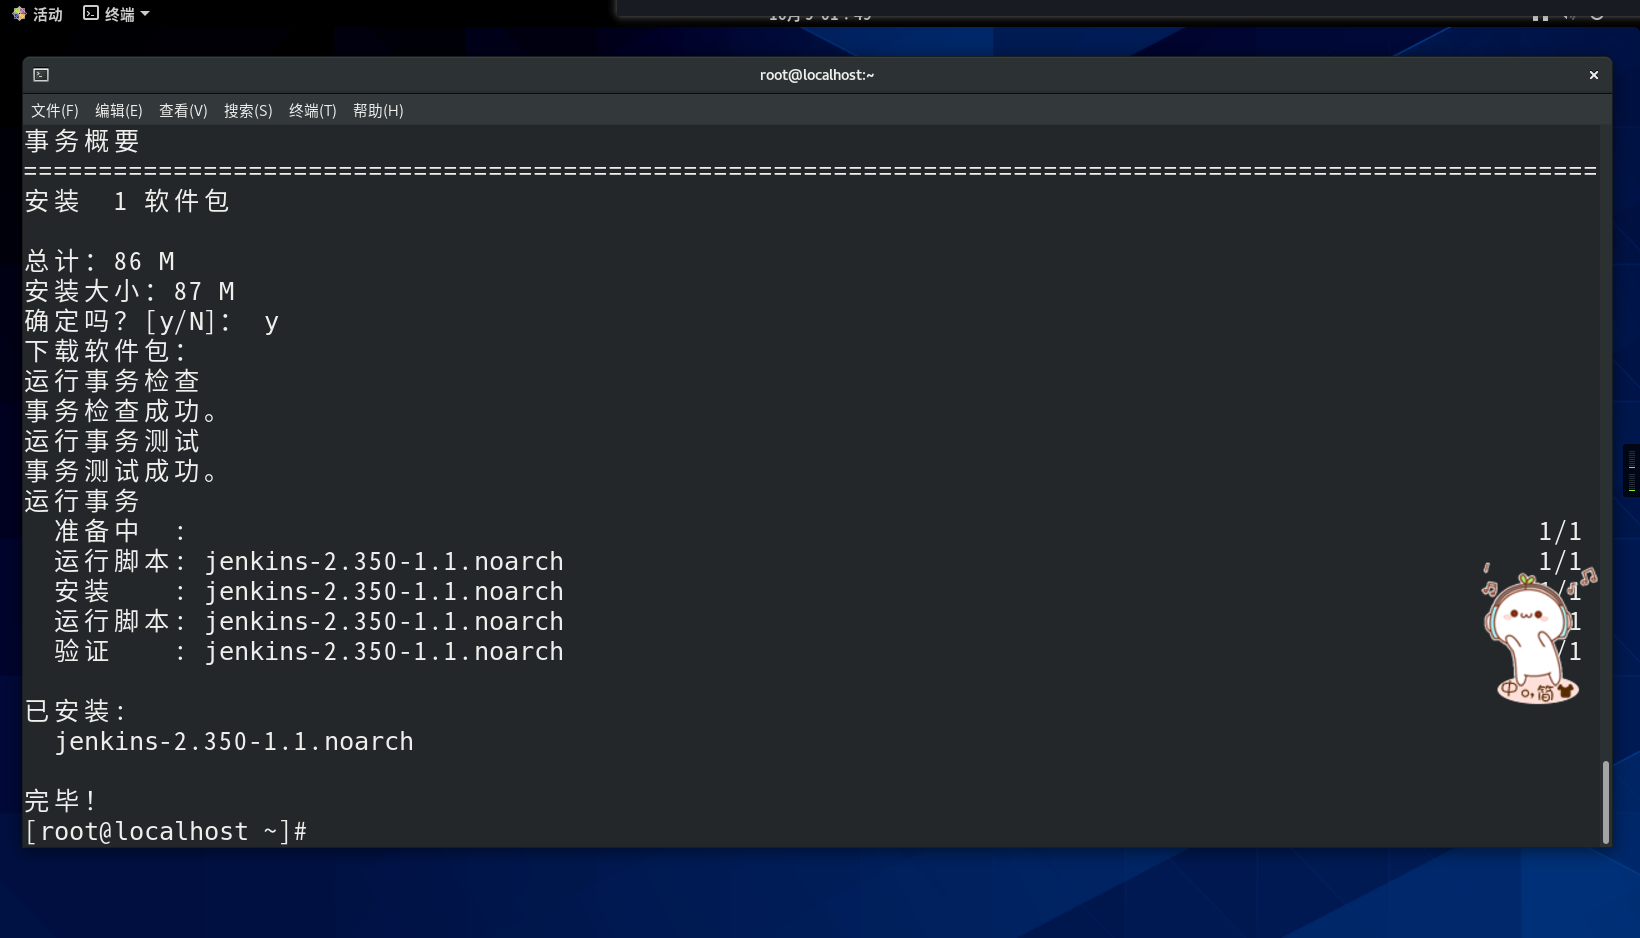 活动 终端
root@localhost:~
文件(F) 编辑(E) 查看(V) 搜索(S) 终端(T) 帮助(H)
事务概要
=========================================================================================================
安装  1 软件包
总计：86 M
安装大小：87 M
确定吗？[y/N]： y
下载软件包：
运行事务检查
事务检查成功。
运行事务测试
事务测试成功。
运行事务
准备中  : 1/1
运行脚本: jenkins-2.350-1.1.noarch 1/1
安装    : jenkins-2.350-1.1.noarch /1
运行脚本: jenkins-2.350-1.1.noarch 1
验证    : jenkins-2.350-1.1.noarch /1
已安装:
jenkins-2.350-1.1.noarch
完毕！
[root@localhost ~]#
中 简